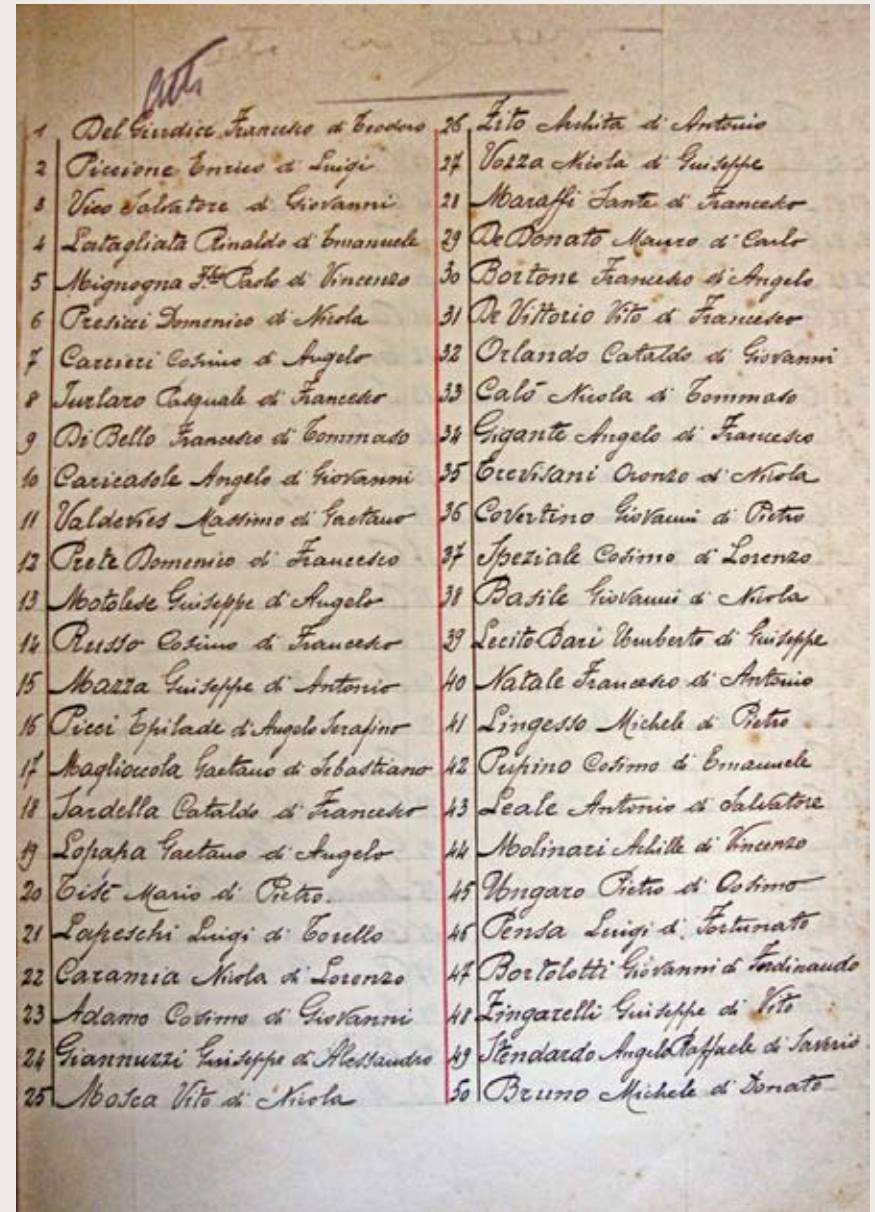 1 Del Giudice Francesco di Teodoro
2 Piccione Enrico di Luigi
3 Vico Salvatore di Giovanni
4 Latagliata Rinaldo di Emanuele
5 Mignogna Paolo di Vincenzo
6 Presicci Domenico di Nicola
7 Carrieri Cosimo di Angelo
8 Turlaro Pasquale di Francesco
9 Di Bello Francesco di Tommaso
10 Caricasole Angelo di Giovanni
11 Valdevies Massimo di Gaetano
12 Prete Domenico di Francesco
13 Motolese Guiseppe d'Angelo
14 Russo Cosimo di Francesco
15 Mazza Guiseppe di Antonio
16 Picci Epilade d'Angelo Serafino
17 Magliocola Gaetano di Sebastiano
18 Sardella Cataldo di Francesco
19 Lopapa Gaetano di Angelo
20 Mario di Pietro.
21 Lapeschi Luigi di Torello
22 Caramia Nicola di Lorenzo
23 Adamo Cosimo di Giovanni
24 Giannuzzi Guiseppe di Alessandro
25 Mosca Vito di Nicola
26 Zito Archita di Antonio
27 Vozza Nicola di Guiseppe
28 Maraffi Sante di Francesco
29 De Donato Mauro di Carlo
30 Bortone Francesco di Angelo
31 De Vittorio Vito di Francesco
32 Orlando Cataldo di Giovanni
33 Calò Nicola di Tommaso
34 Gigante Angelo di Francesco
35 Trevisani Oronzo di Nicola
36 Covertino Giovanni di Pietro
37 Speziale Cosimo di Lorenzo
38 Basile Giovanni di Nicola
39 Lecito Bari Umberto di Guiseppe
40 Natale Francesco di Antonio
41 Lingesso Michele di Pietro
42 Pupino Cosimo di Emanuele
43 Leale Antonio di Salvatore
44 Molinari Achille di Vincenzo
45 Ungaro Pietro di Cosimo
46 Pensa Luigi di Fortunato
47 Bortolotti Giovanni di Ferdinando
48 Zingarelli Guiseppe di Vito
49 Stendardo Angelo Raffaele di Saverio
50 Bruno Michele di Donato